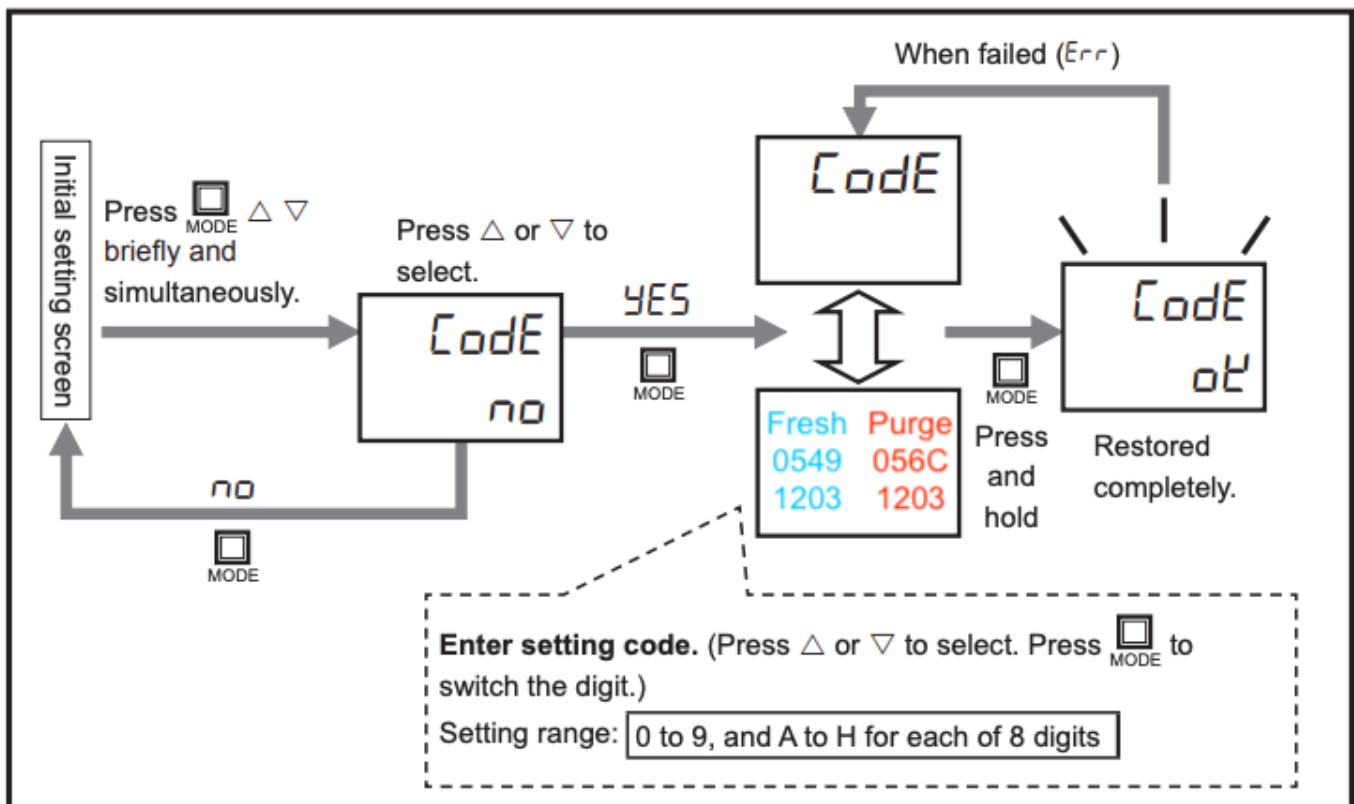 When failed (Err)
Initial setting screen
Press MODE △ ▽
briefly and
simultaneously.
Press △ or ▽ to
select.
CodE
no
YES
MODE
no
MODE
CodE
Fresh Purge
0549 056C
1203 1203
MODE
Press
and
hold
CodE
oK
Restored
completely.
Enter setting code. (Press △ or ▽ to select. Press MODE to
switch the digit.)
Setting range: 0 to 9, and A to H for each of 8 digits